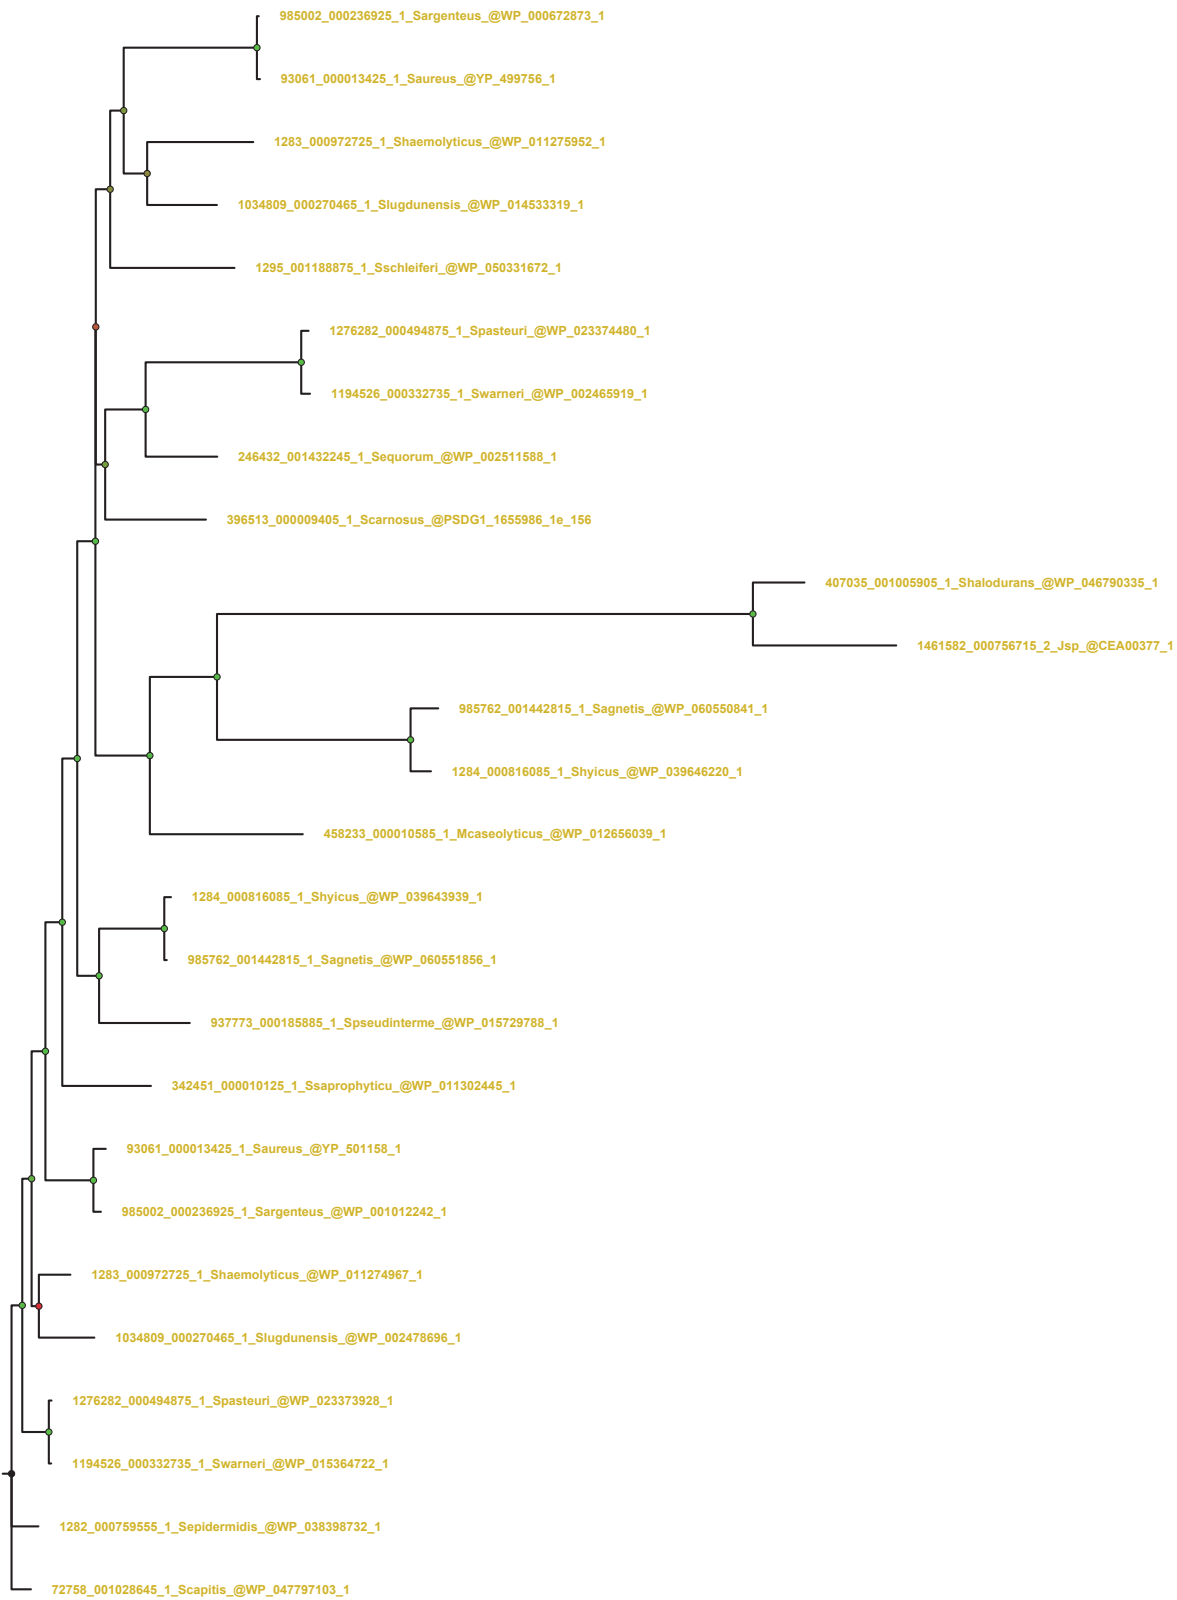 985002_000236925_1_Sargenteus_@WP_000672873_1
93061_000013425_1_Saureus_@YP_499756_1
1283_000972725_1_Shaemolyticus_@WP_011275952_1
1034809_000270465_1_Slugdunensis_@WP_014533319_1
1295_001188875_1_Sschleiferi_@WP_050331672_1
1276282_000494875_1_Spasteuri_@WP_023374480_1
1194526_000332735_1_Swarneri_@WP_002465919_1
246432_001432245_1_Sequorum_@WP_002511588_1
396513_000009405_1_Scarnosus_@PSDG1_1655986_1e_156
407035_001005905_1_Shalodurans_@WP_046790335_1
1461582_000756715_2_Jsp_@CEA00377_1
985762_001442815_1_Sagnetis_@WP_060550841_1
1284_000816085_1_Shyicus_@WP_039646220_1
458233_000010585_1_Mcaseolyticus_@WP_012656039_1
1284_000816085_1_Shyicus_@WP_039643939_1
985762_001442815_1_Sagnetis_@WP_060551856_1
937773_000185885_1_Spseudinterme_@WP_015729788_1
342451_000010125_1_Ssaprophyticu_@WP_011302445_1
93061_000013425_1_Saureus_@YP_501158_1
985002_000236925_1_Sargenteus_@WP_001012242_1
1283_000972725_1_Shaemolyticus_@WP_011274967_1
1034809_000270465_1_Slugdunensis_@WP_002478696_1
1276282_000494875_1_Spasteuri_@WP_023373928_1
1194526_000332735_1_Swarneri_@WP_015364722_1
1282_000759555_1_Sepidermidis_@WP_038398732_1
72758_001028645_1_Scapitis_@WP_047797103_1